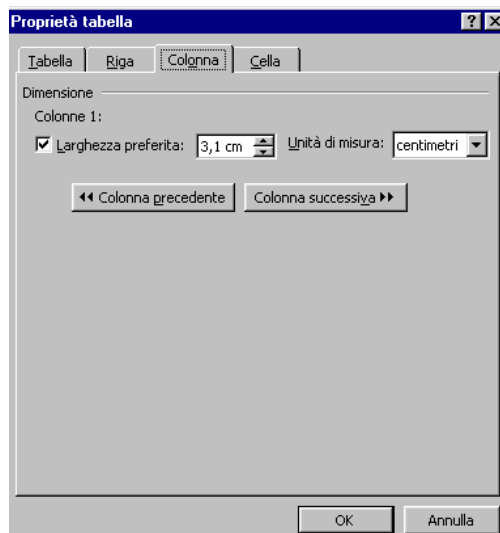 Proprietà tabella
Tabella Riga Colonna Cella
Dimensione
Colonne 1:
Larghezza preferita: 3,1 cm Unità di misura: centimetri
Colonna precedente Colonna successiva
OK Annulla